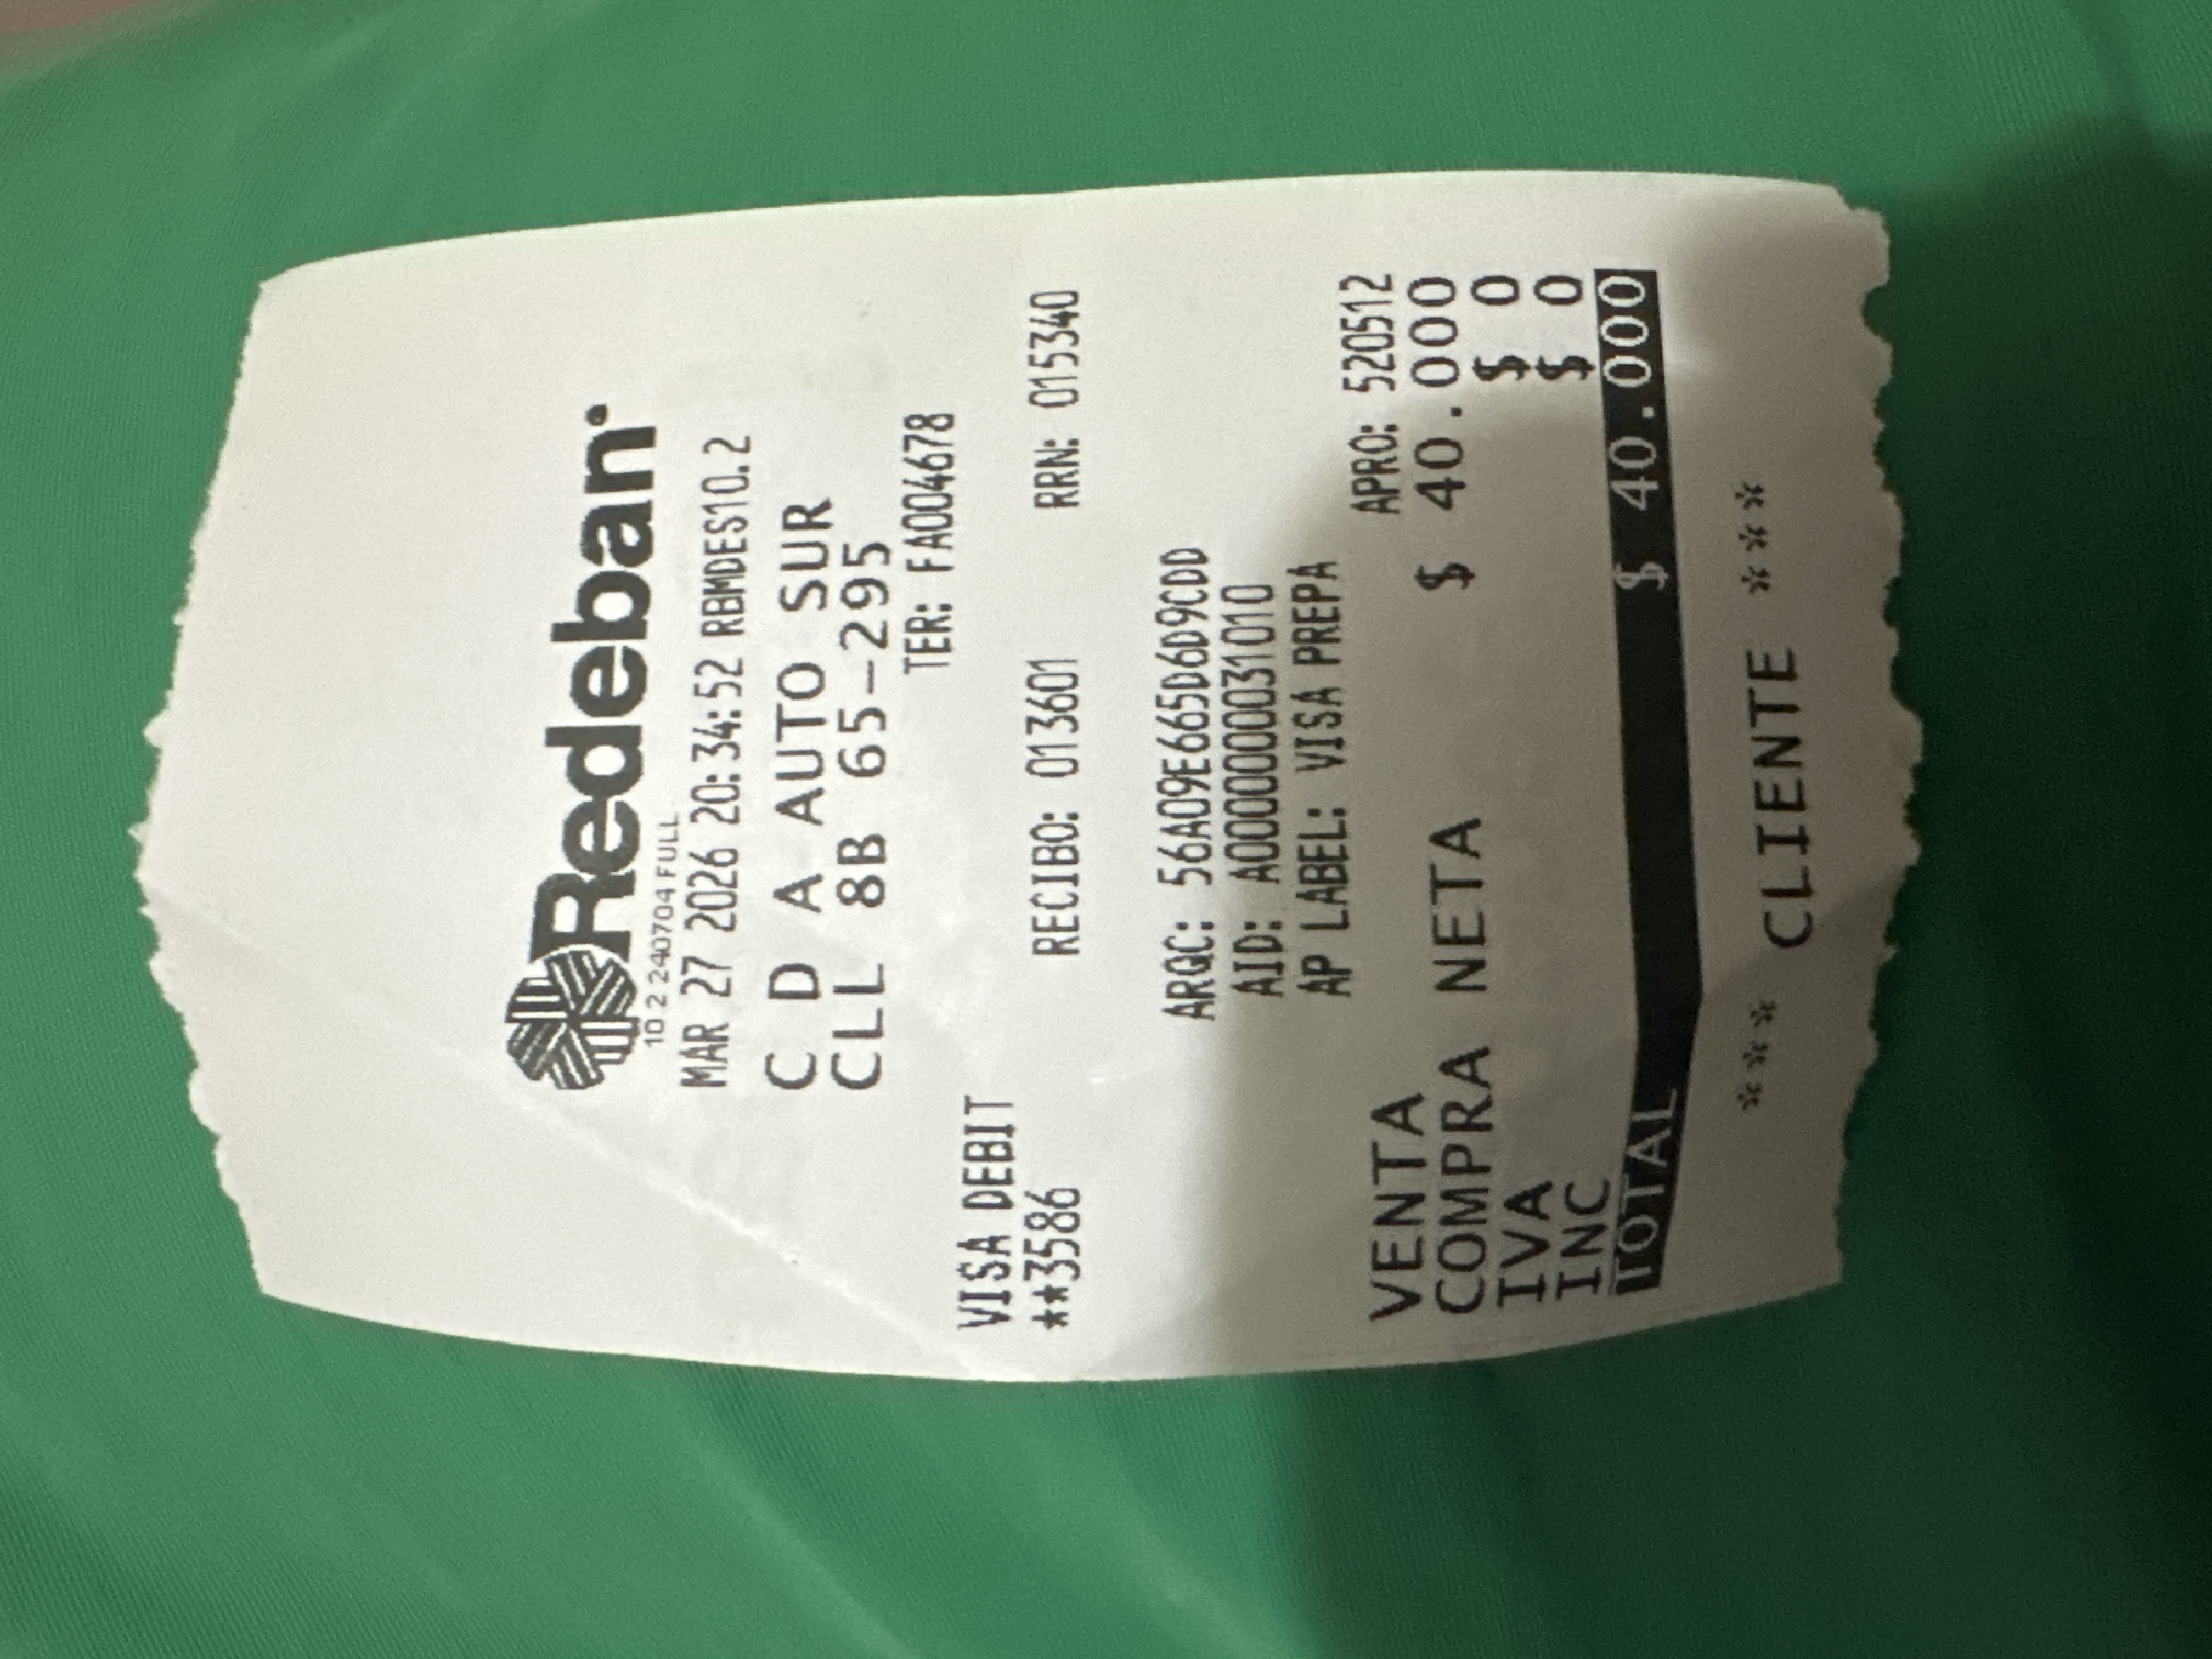 Redeban
10 2 240704 FULL
MAR 27 2026 20:34:52 RBMDES10.2
C D A AUTO SUR
CLL 8B 65-295
TER: FA004678
VISA DEBIT
**3586 RECIBO: 013601 RRN: 015340
ARQC: 56A09E665D6D9CDD
AID: A0000000031010
AP LABEL: VISA PREPA
VENTA APRO: 520512
COMPRA NETA $ 40.000
IVA $ 0
INC $ 0
TOTAL $ 40.000
*** CLIENTE ***